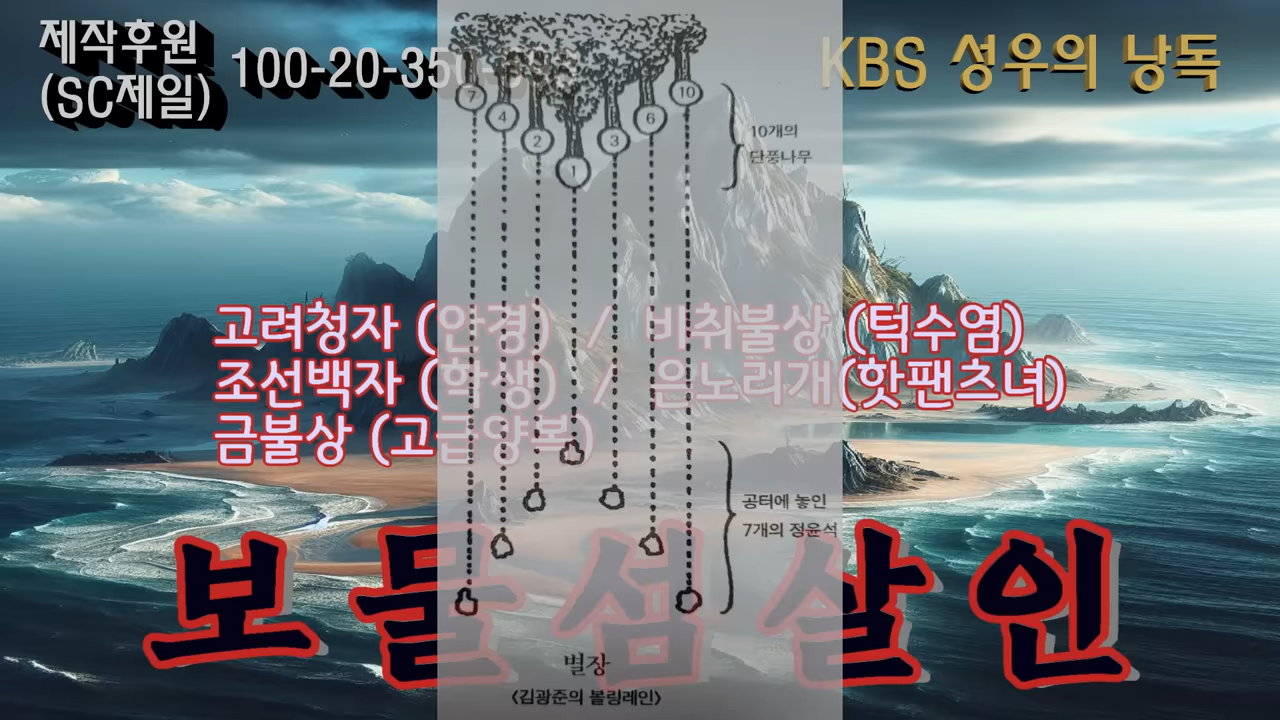 제작후원
(SC제일)
100-20-350
KBS 성우의 낭독
7
4
2
1
3
6
10
10개의
단풍나무
고려청자 (안경) / 비취불상 (턱수염)
조선백자 (학생) / 은노리개(핫팬츠녀)
금불상 (고급양복)
공터에 놓인
7개의 정윤석
보물섬 살인
별장
<김광준의 볼링레인>